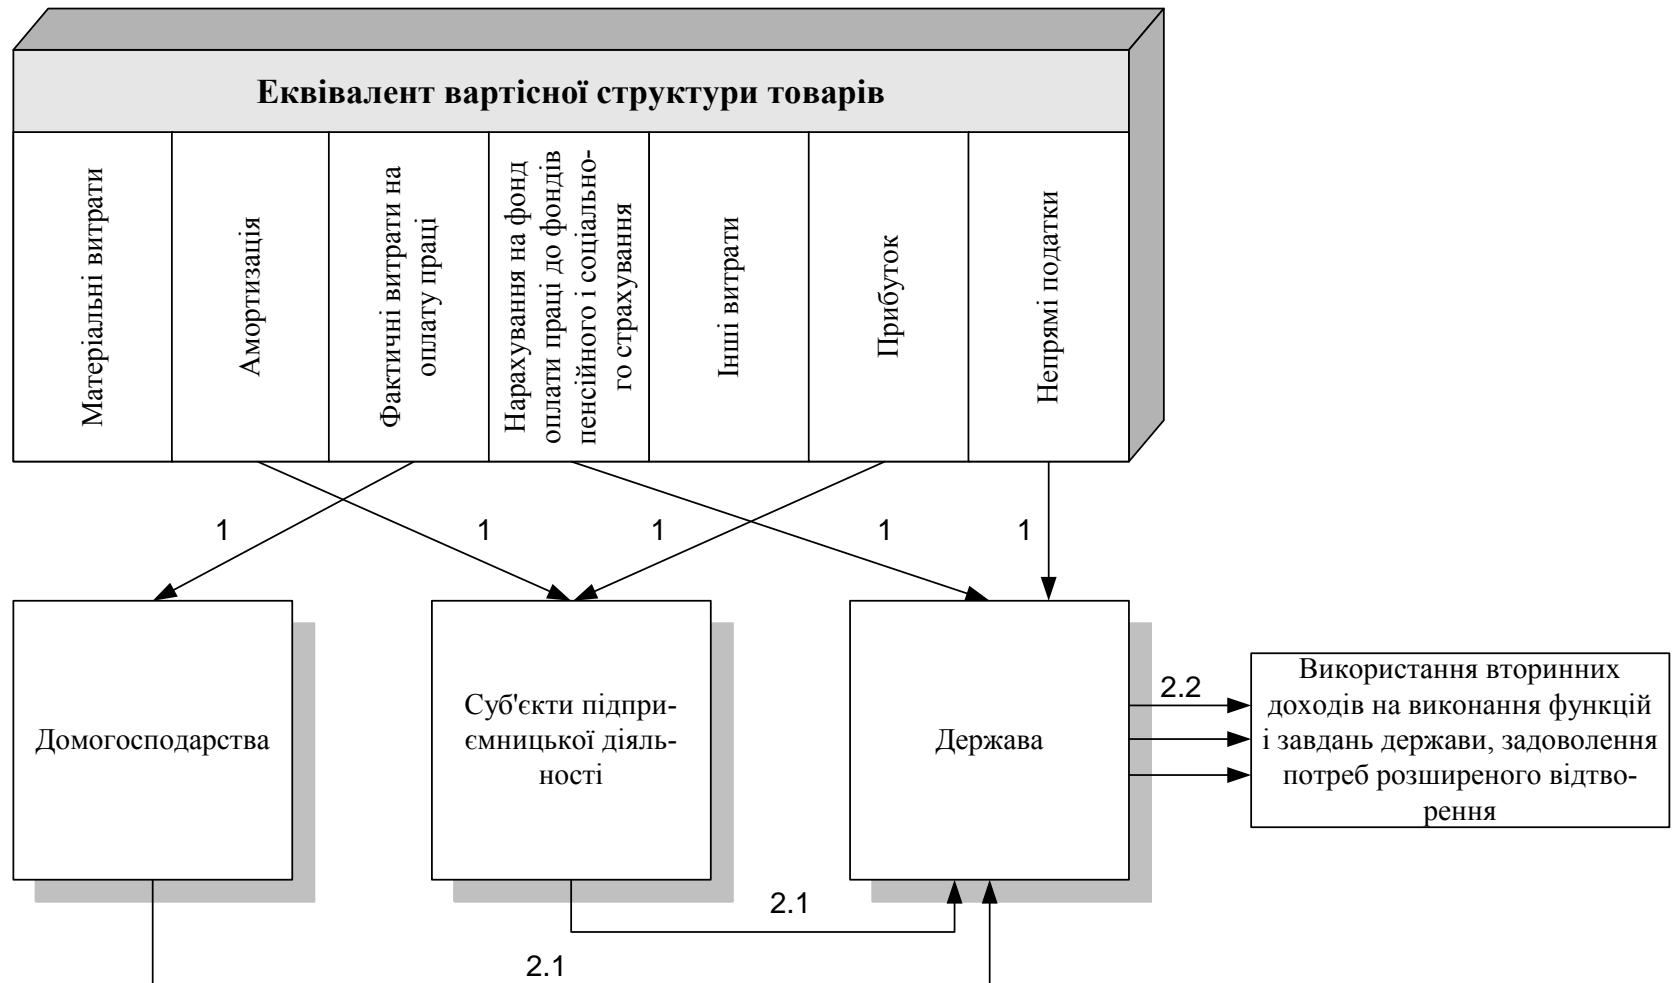 Еквівалент вартісної структури товарів
Матеріальні витрати
Амортизація
Фактичні витрати на
оплату праці
Нарахування на фонд
оплати праці до фондів
пенсійного і соціально-
го страхування
Інші витрати
Прибуток
Непрямі податки
1
1
1
1
1
Домогосподарства
Суб'єкти підпри-
ємницької діяль-
ності
Держава
2.2
Використання вторинних
доходів на виконання функцій
і завдань держави, задоволення
потреб розширеного відтво-
рення
2.1
2.1